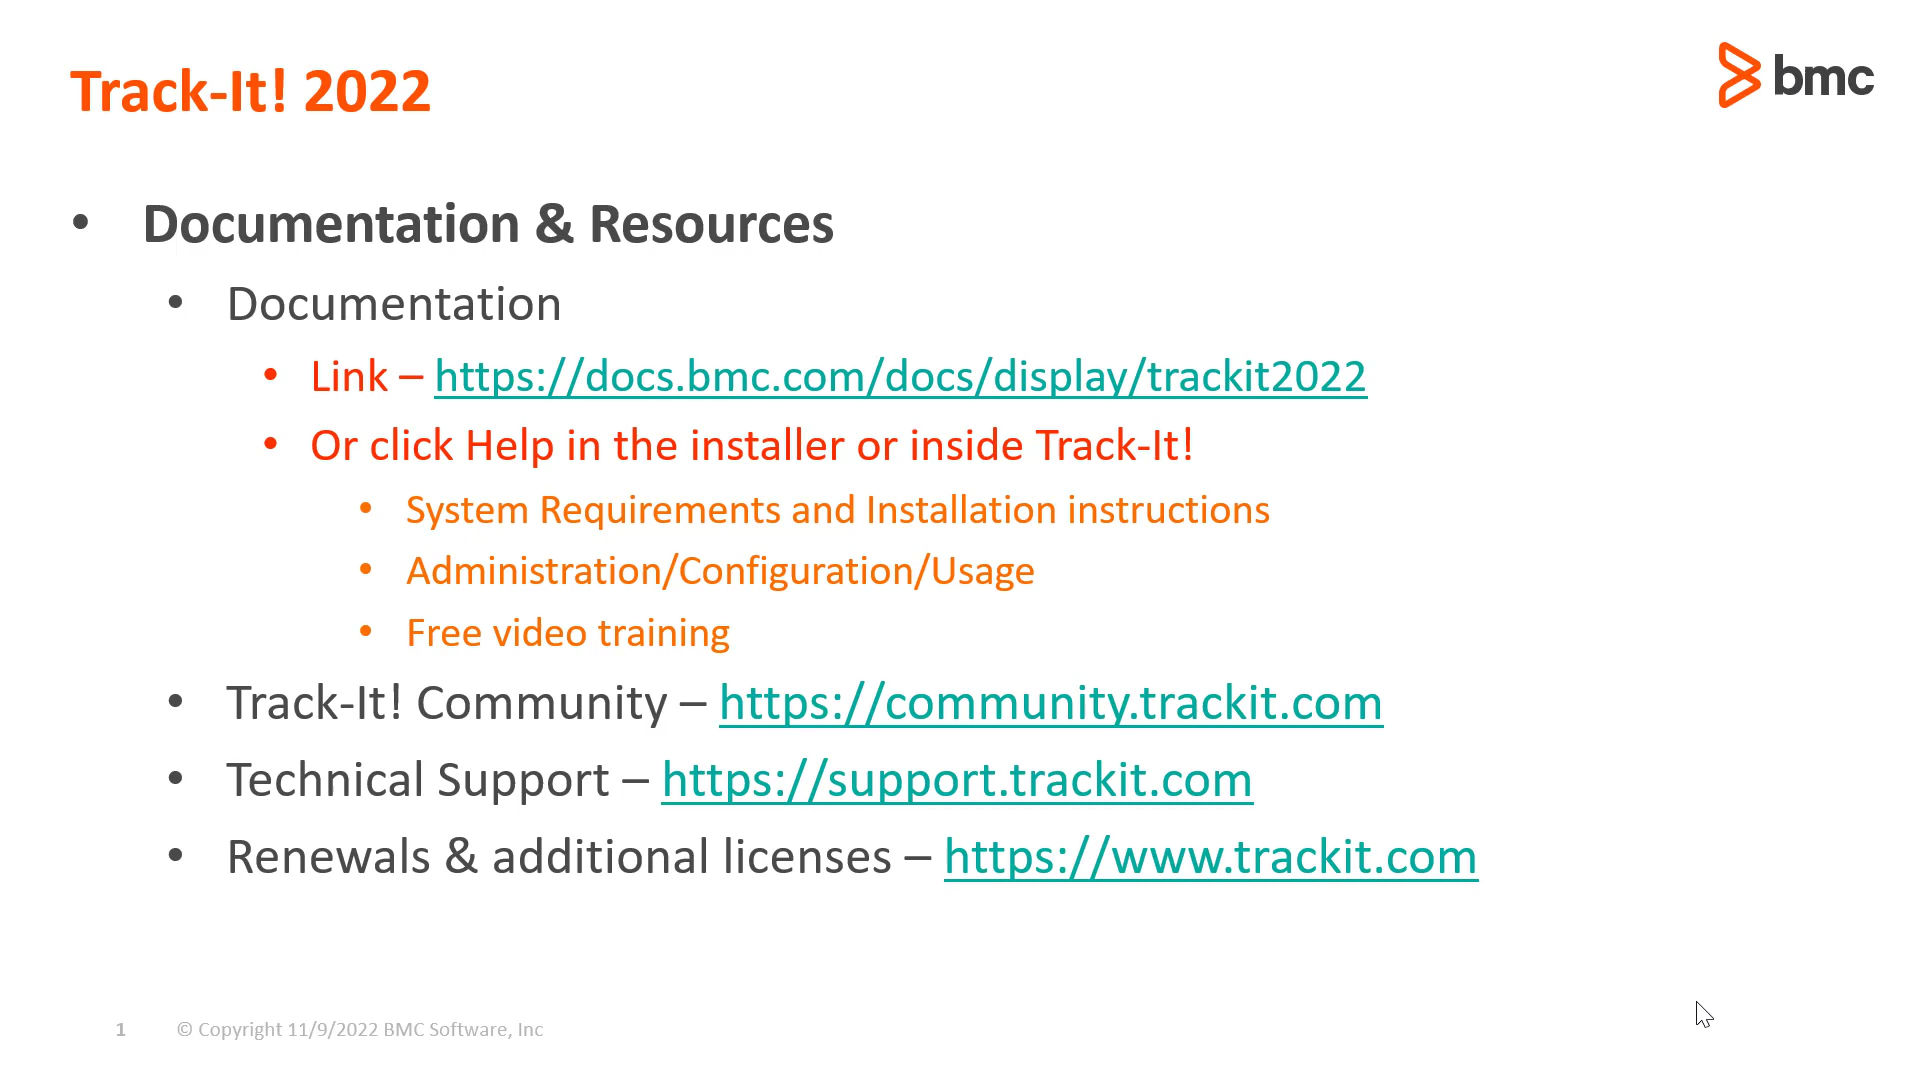 Track-It! 2022
bmc
• Documentation & Resources
• Documentation
• Link – https://docs.bmc.com/docs/display/trackit2022
• Or click Help in the installer or inside Track-It!
• System Requirements and Installation instructions
• Administration/Configuration/Usage
• Free video training
• Track-It! Community – https://community.trackit.com
• Technical Support – https://support.trackit.com
• Renewals & additional licenses – https://www.trackit.com
1 © Copyright 11/9/2022 BMC Software, Inc